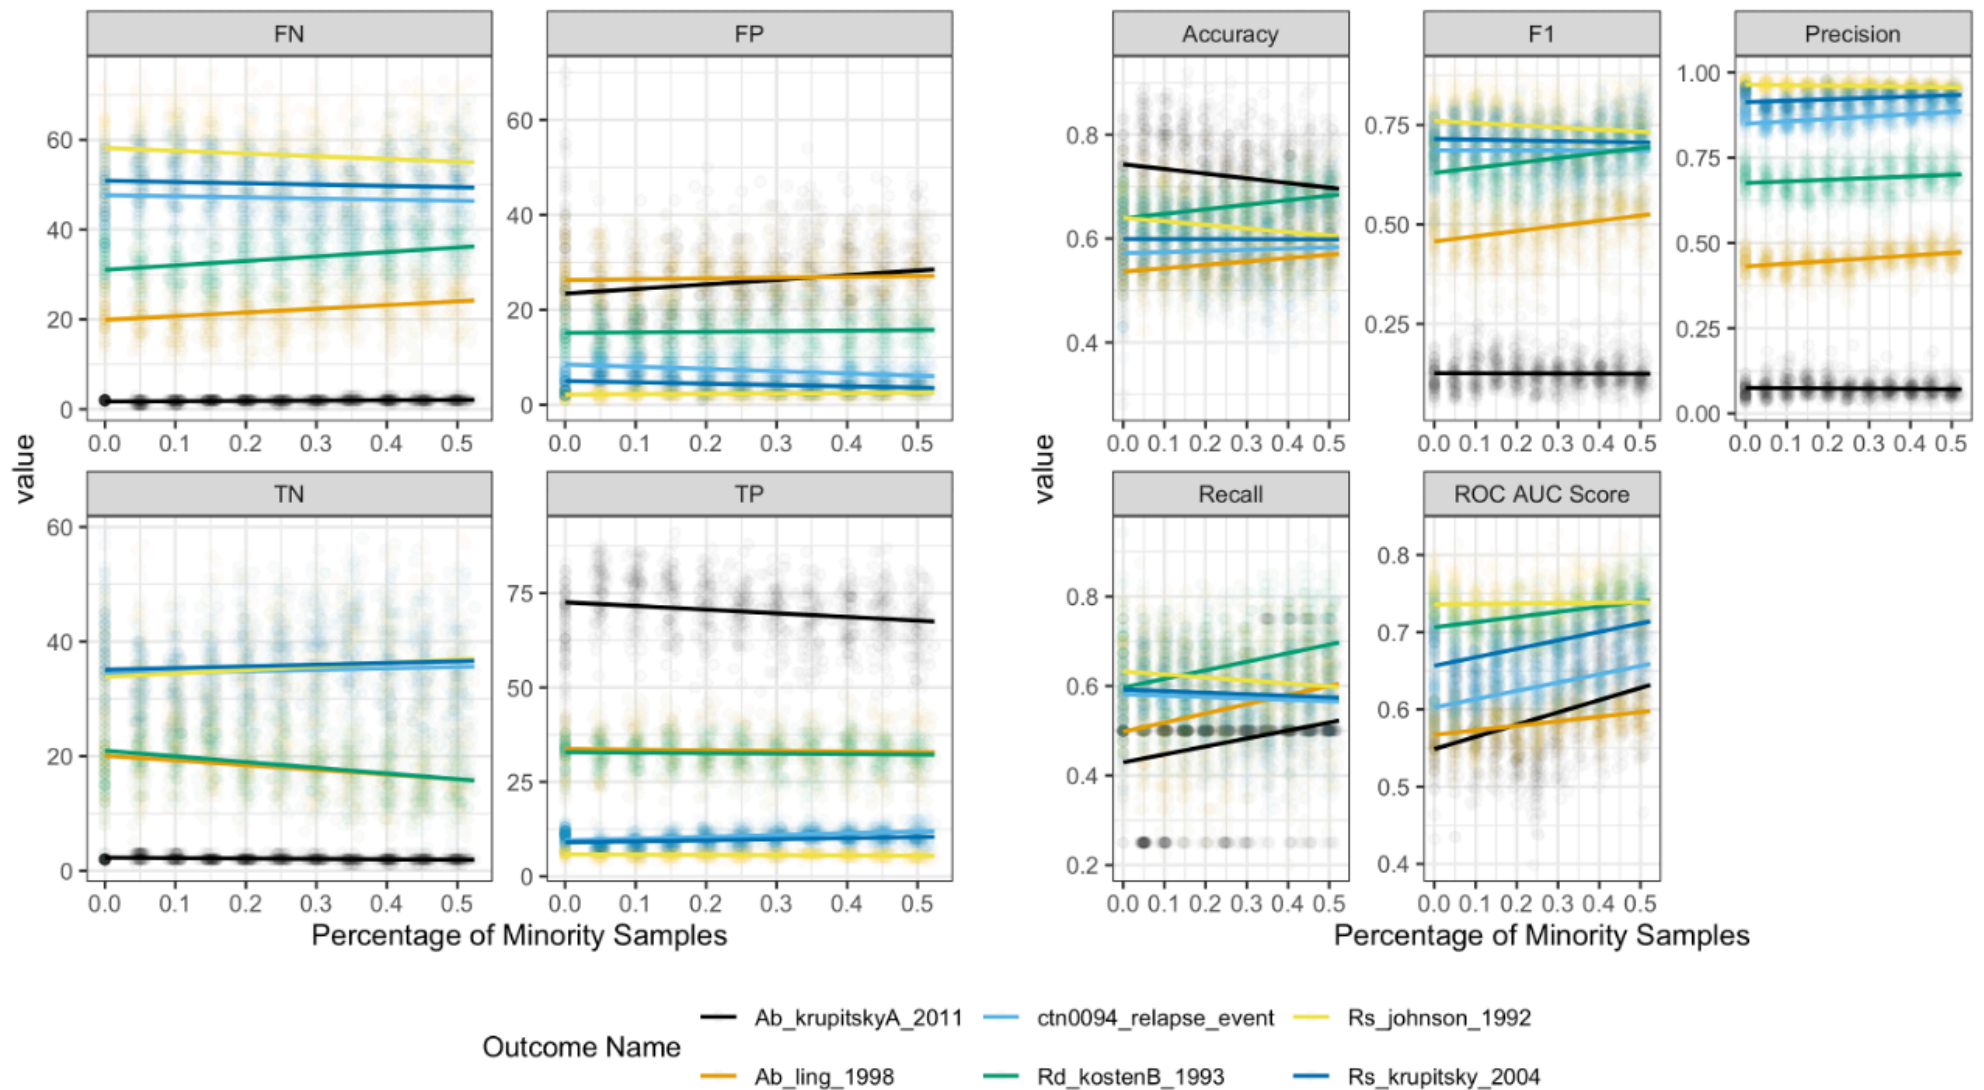 FN
FP
60
40
20
0
0.0 0.1 0.2 0.3 0.4 0.5
60
40
20
0
0.0 0.1 0.2 0.3 0.4 0.5
TN
TP
60
40
20
0
0.0 0.1 0.2 0.3 0.4 0.5
75
50
25
0
0.0 0.1 0.2 0.3 0.4 0.5
value
Percentage of Minority Samples
Accuracy
F1
Precision
0.8
0.6
0.4
0.0 0.1 0.2 0.3 0.4 0.5
0.75
0.50
0.25
0.0 0.1 0.2 0.3 0.4 0.5
1.00
0.75
0.50
0.25
0.00
0.0 0.1 0.2 0.3 0.4 0.5
Recall
ROC AUC Score
0.8
0.6
0.4
0.2
0.0 0.1 0.2 0.3 0.4 0.5
0.8
0.7
0.6
0.5
0.4
0.0 0.1 0.2 0.3 0.4 0.5
value
Percentage of Minority Samples
Outcome Name
Ab_krupitskyA_2011
ctn0094_relapse_event
Rs_johnson_1992
Ab_ling_1998
Rd_kostenB_1993
Rs_krupitsky_2004